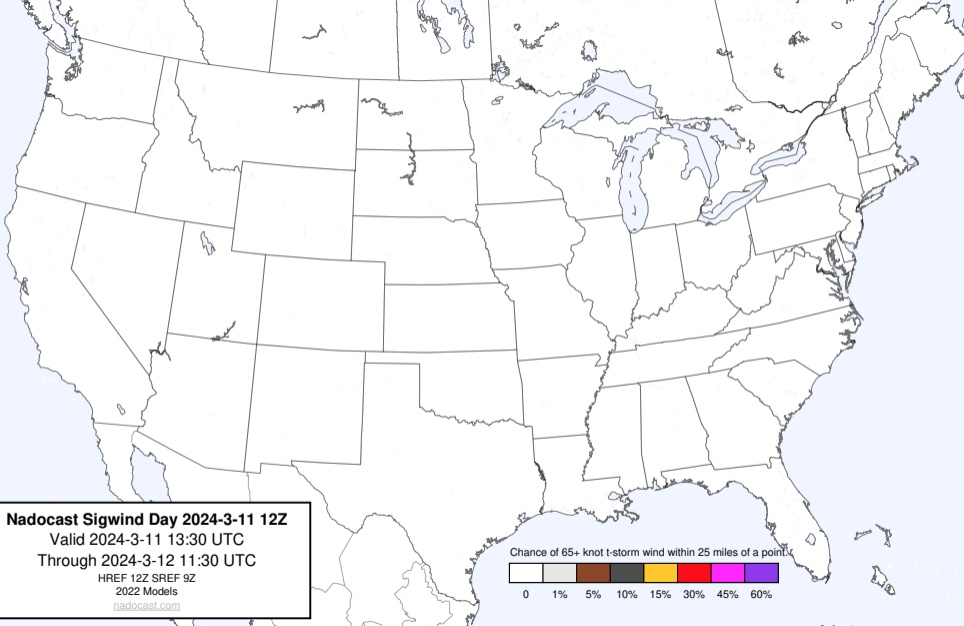 Nadocast Sigwind Day 2024-3-11 12Z
Valid 2024-3-11 13:30 UTC
Through 2024-3-12 11:30 UTC
HREF 12Z SREF 9Z
2022 Models
nadocast.com
Chance of 65+ knot t-storm wind within 25 miles of a point.
0 1% 5% 10% 15% 30% 45% 60%